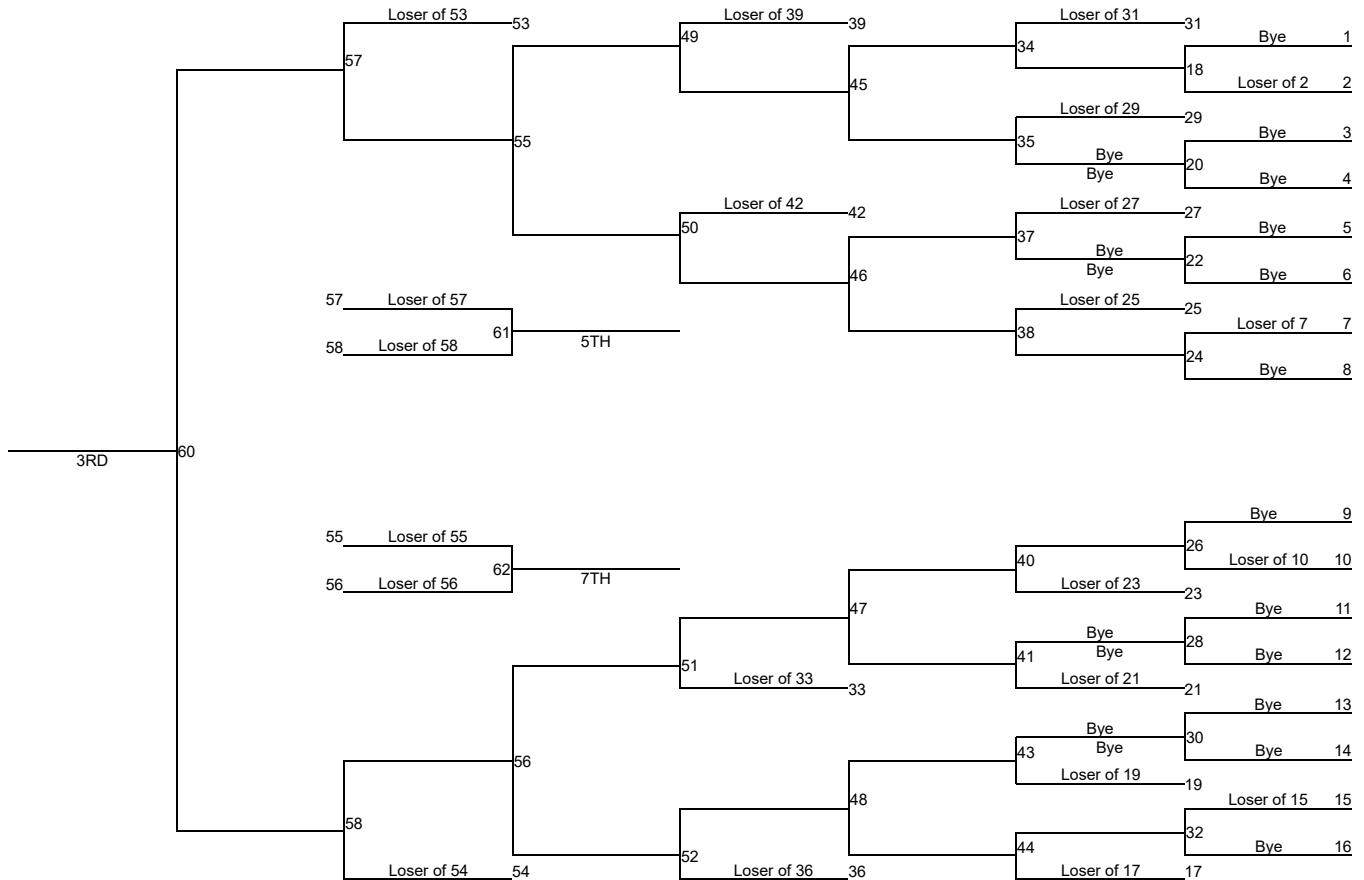 Loser of 53 53 Loser of 39 39 Loser of 31 31
Bye 1
49 34
57 18
45 Loser of 2 2
Loser of 29 29
Bye 3
55 35
Bye 20
Bye
Bye 4
Loser of 42 42 Loser of 27 27
50 37 Bye 5
Bye 22
Bye
46 Bye 6
57 Loser of 57 Loser of 25 25
61 38 Loser of 7 7
5TH
58 Loser of 58 24
Bye 8
60
3RD
Bye 9
55 Loser of 55 26
62 40 Loser of 10 10
7TH
56 Loser of 56 Loser of 23 23
47 Bye 11
Bye 28
51 41 Bye
Bye 12
Loser of 33 33 Loser of 21 21
Bye 13
Bye 30
43 Bye
Bye 14
56
Loser of 19 19
48 Loser of 15 15
58 32
52 44 Bye 16
Loser of 54 54 Loser of 36 36 Loser of 17 17